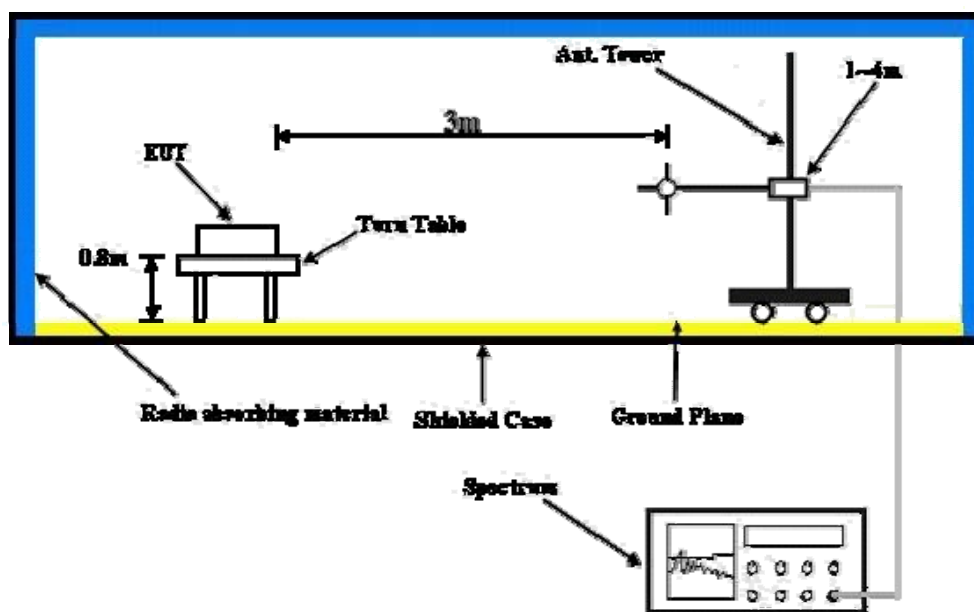 Ant. Tower
1~4m
3m
EUT
Turn Table
0.8m
Radio absorbing material
Shielded Case
Ground Plane
Spectrum